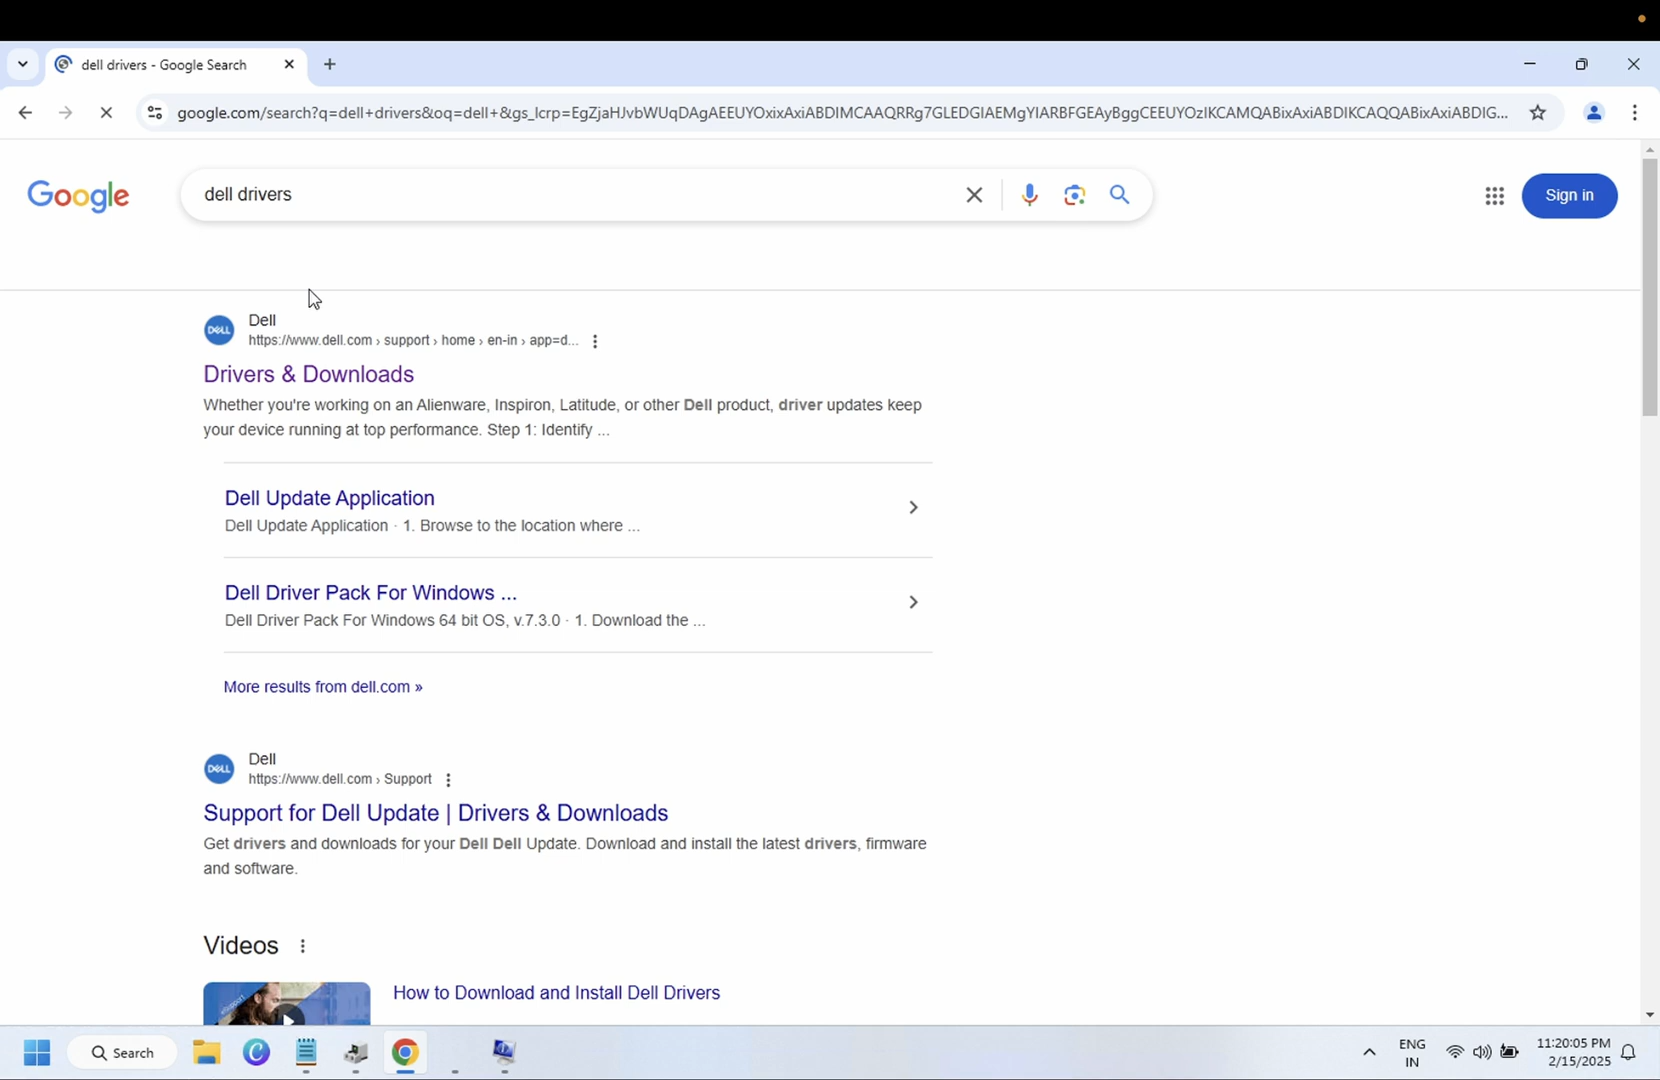 dell drivers - Google Search
google.com/search?q=dell+drivers&oq=dell+&gs_lcrp=EgZjaHJvbWUqDAgAEEUYOxixAxiABDIMCAAQRRg7GLEDGIAEMgYIARBFGEAyBggCEEUYOzIKCAMQABixAxiABDIKCAQQABixAxiABDIG...
Google
dell drivers
Sign in
DELL
Dell
https://www.dell.com › support › home › en-in › app=d...
Drivers & Downloads
Whether you're working on an Alienware, Inspiron, Latitude, or other Dell product, driver updates keep
your device running at top performance. Step 1: Identify ...
Dell Update Application
Dell Update Application · 1. Browse to the location where ...
Dell Driver Pack For Windows ...
Dell Driver Pack For Windows 64 bit OS, v.7.3.0 · 1. Download the ...
More results from dell.com »
DELL
Dell
https://www.dell.com › Support
Support for Dell Update | Drivers & Downloads
Get drivers and downloads for your Dell Dell Update. Download and install the latest drivers, firmware
and software.
Videos
How to Download and Install Dell Drivers
Search
ENG
IN
11:20:05 PM
2/15/2025